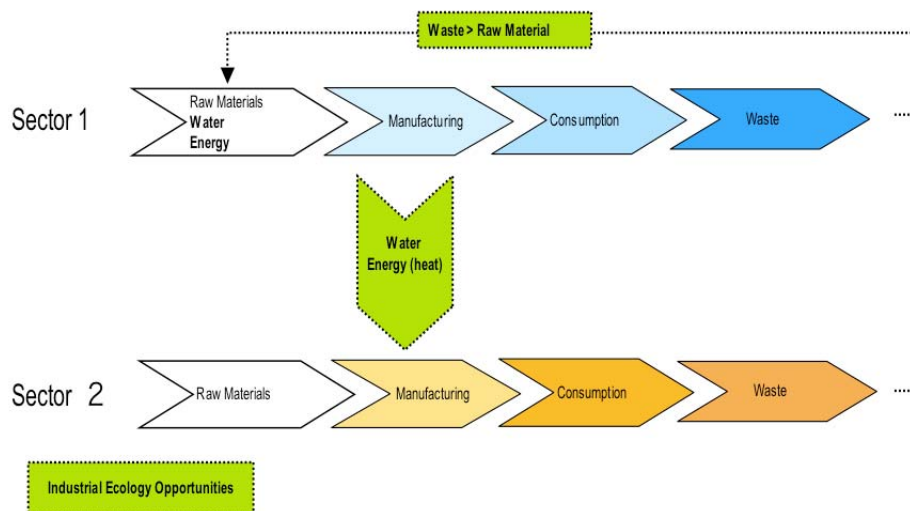 Waste > Raw Material
Sector 1
Raw Materials
Water
Energy
Manufacturing
Consumption
Waste
Water
Energy (heat)
Sector 2
Raw Materials
Manufacturing
Consumption
Waste
Industrial Ecology Opportunities